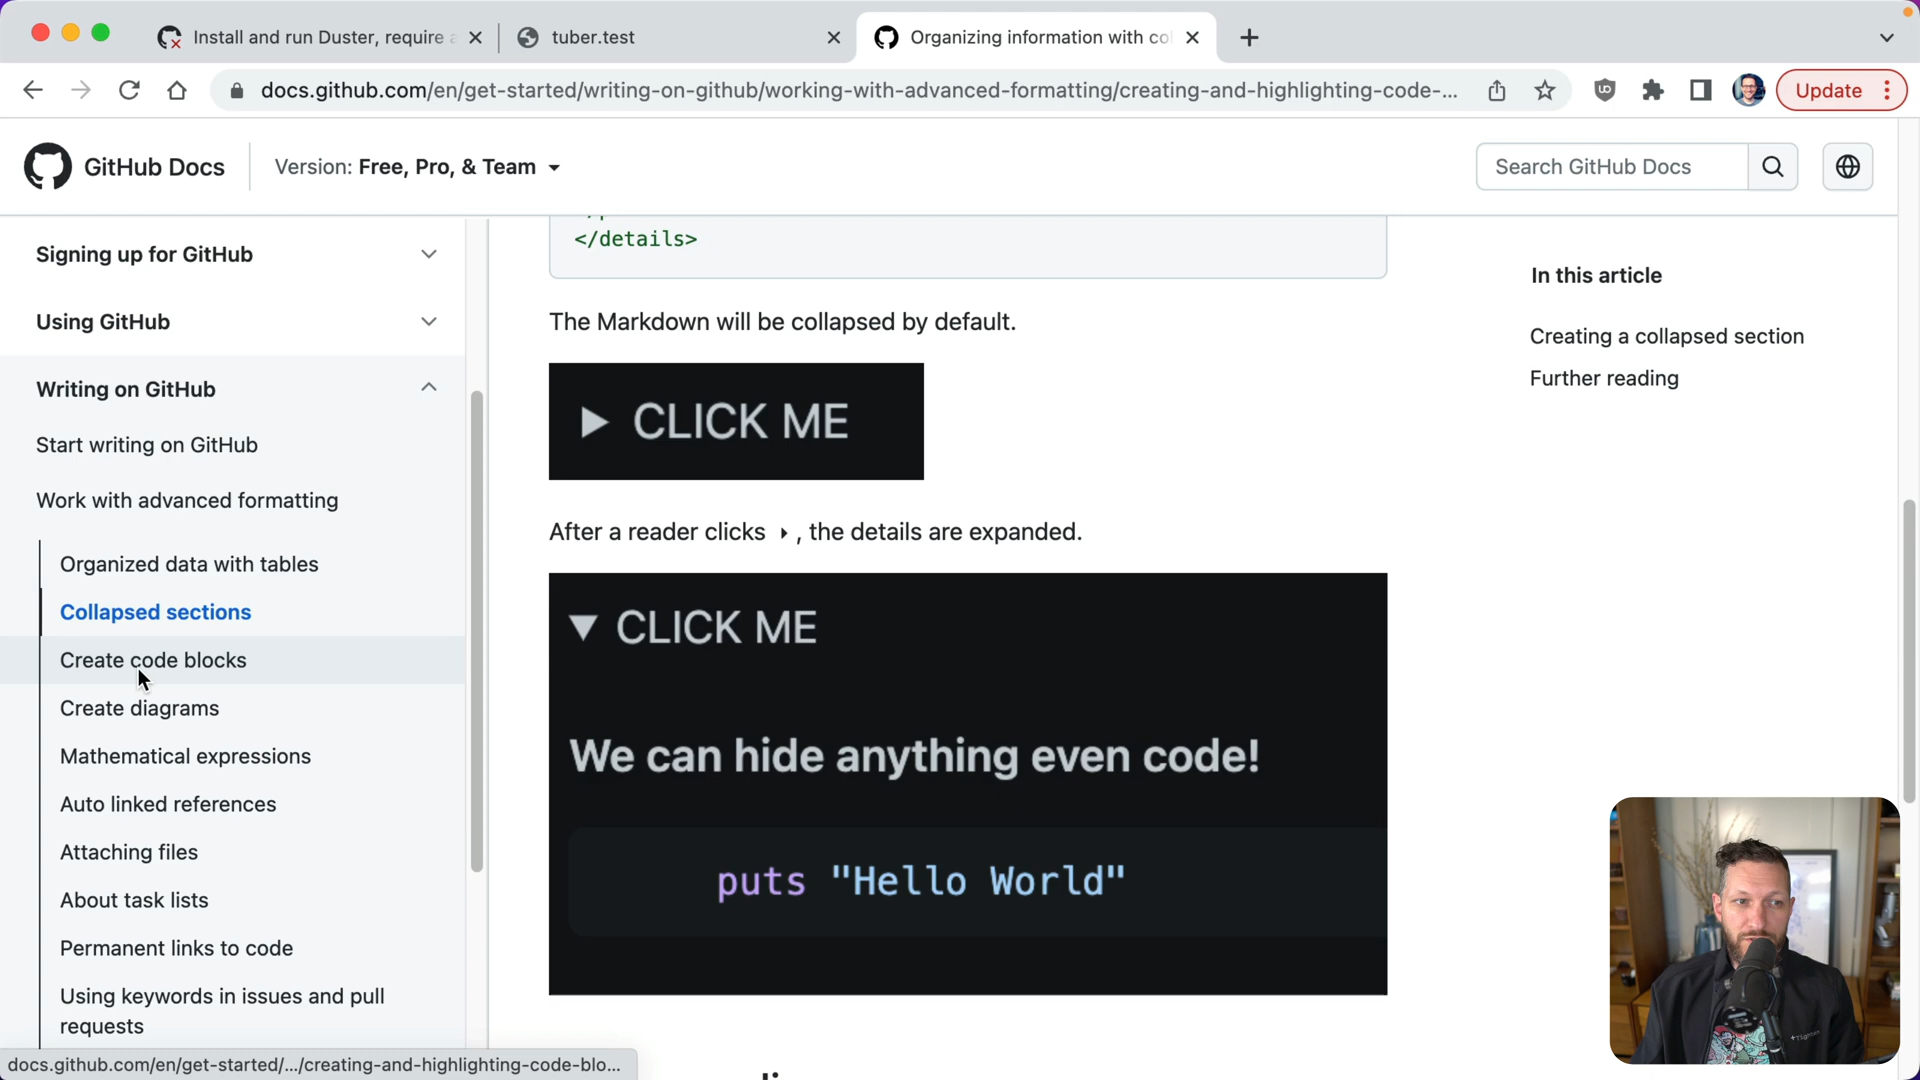 Install and run Duster, require a
tuber.test
Organizing information with col
docs.github.com/en/get-started/writing-on-github/working-with-advanced-formatting/creating-and-highlighting-code-...
Update
GitHub Docs
Version: Free, Pro, & Team
Search GitHub Docs
Signing up for GitHub
Using GitHub
Writing on GitHub
Start writing on GitHub
Work with advanced formatting
Organized data with tables
Collapsed sections
Create code blocks
Create diagrams
Mathematical expressions
Auto linked references
Attaching files
About task lists
Permanent links to code
Using keywords in issues and pull
requests
docs.github.com/en/get-started/.../creating-and-highlighting-code-blo...
</details>
The Markdown will be collapsed by default.
▶ CLICK ME
After a reader clicks ▸ , the details are expanded.
▼ CLICK ME
We can hide anything even code!
puts "Hello World"
In this article
Creating a collapsed section
Further reading